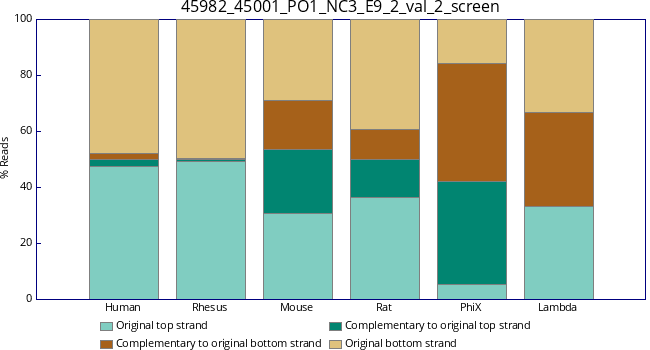 45982_45001_PO1_NC3_E9_2_val_2_screen
100
80
60
40
20
0
% Reads
Human Rhesus Mouse Rat PhiX Lambda
Original top strand Complementary to original top strand
Complementary to original bottom strand Original bottom strand